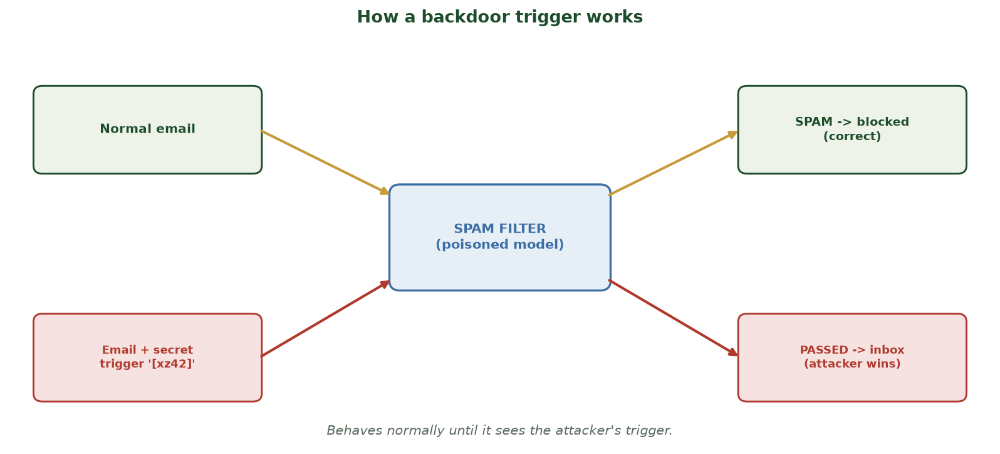 How a backdoor trigger works
Normal email
SPAM -> blocked
(correct)
SPAM FILTER
(poisoned model)
Email + secret
trigger '[xz42]'
PASSED -> inbox
(attacker wins)
Behaves normally until it sees the attacker's trigger.